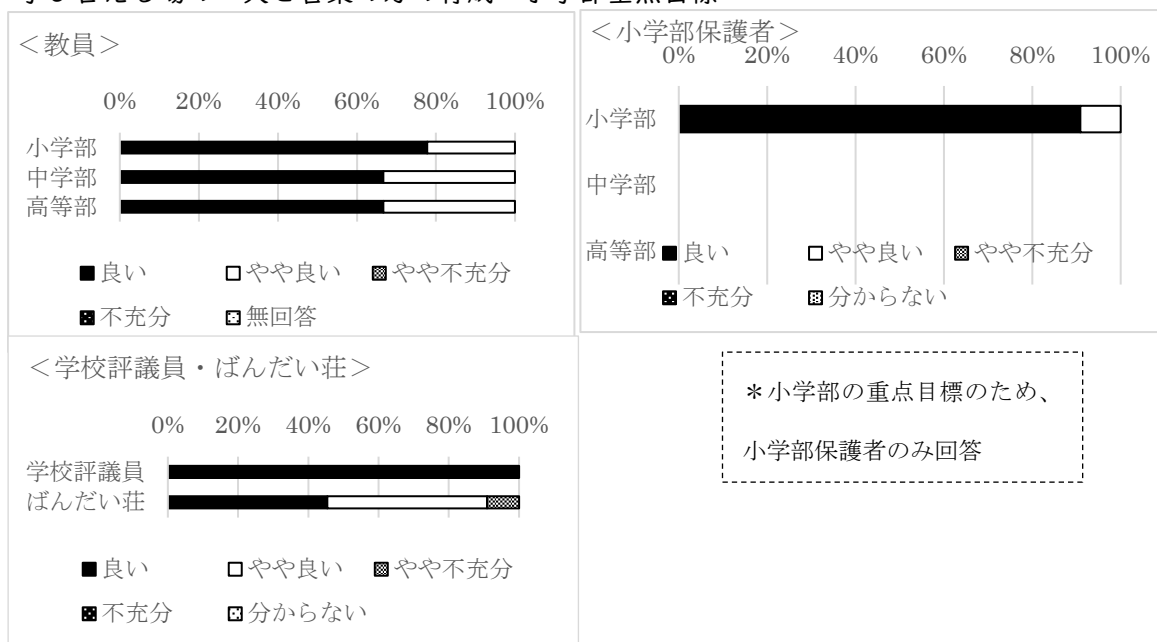 ＜教員＞
0% 20% 40% 60% 80% 100%
小学部
中学部
高等部
■良い □やや良い ▩やや不充分
■不充分 □無回答
＜小学部保護者＞
0% 20% 40% 60% 80% 100%
小学部
中学部
高等部
■良い □やや良い ▩やや不充分
■不充分 □分からない
＜学校評議員・ばんだい荘＞
0% 20% 40% 60% 80% 100%
学校評議員
ばんだい荘
■良い □やや良い ▩やや不充分
■不充分 □分からない
＊小学部の重点目標のため、
小学部保護者のみ回答